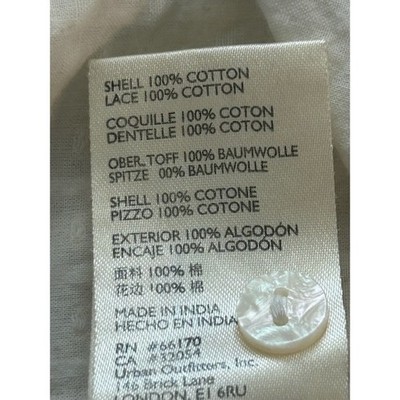 SHELL 100% COTTON
LACE 100% COTTON
COQUILLE 100% COTON
DENTELLE 100% COTON
OBER. TOFF 100% BAUMWOLLE
SPITZE 00% BAUMWOLLE
SHELL 100% COTONE
PIZZO 100% COTONE
EXTERIOR 100% ALGODÓN
ENCAJE 100% ALGODÓN
面料 100% 棉
花边 100% 棉
MADE IN INDIA
HECHO EN INDIA
RN #66170
CA #32054
Urban Outfitters, Inc.
146 Brick Lane
LONDON, E1 6RU